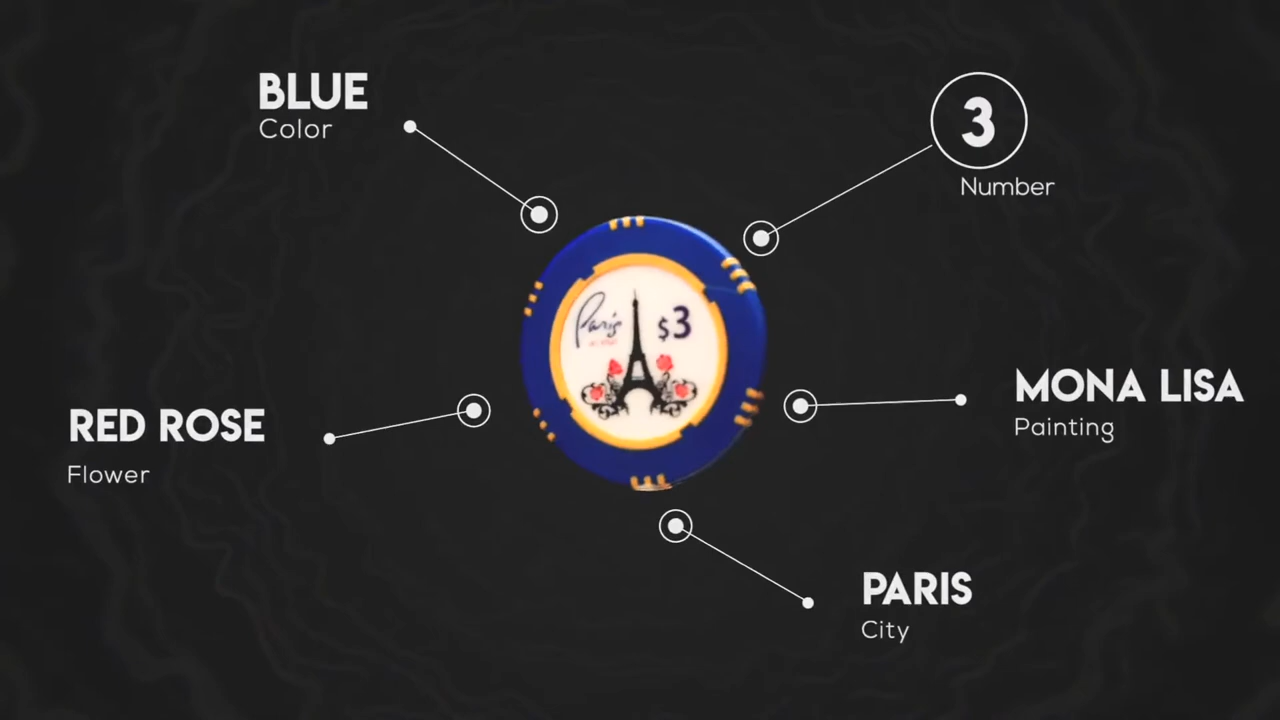 BLUE
Color
3
Number
Paris
$3
RED ROSE
Flower
MONA LISA
Painting
PARIS
City